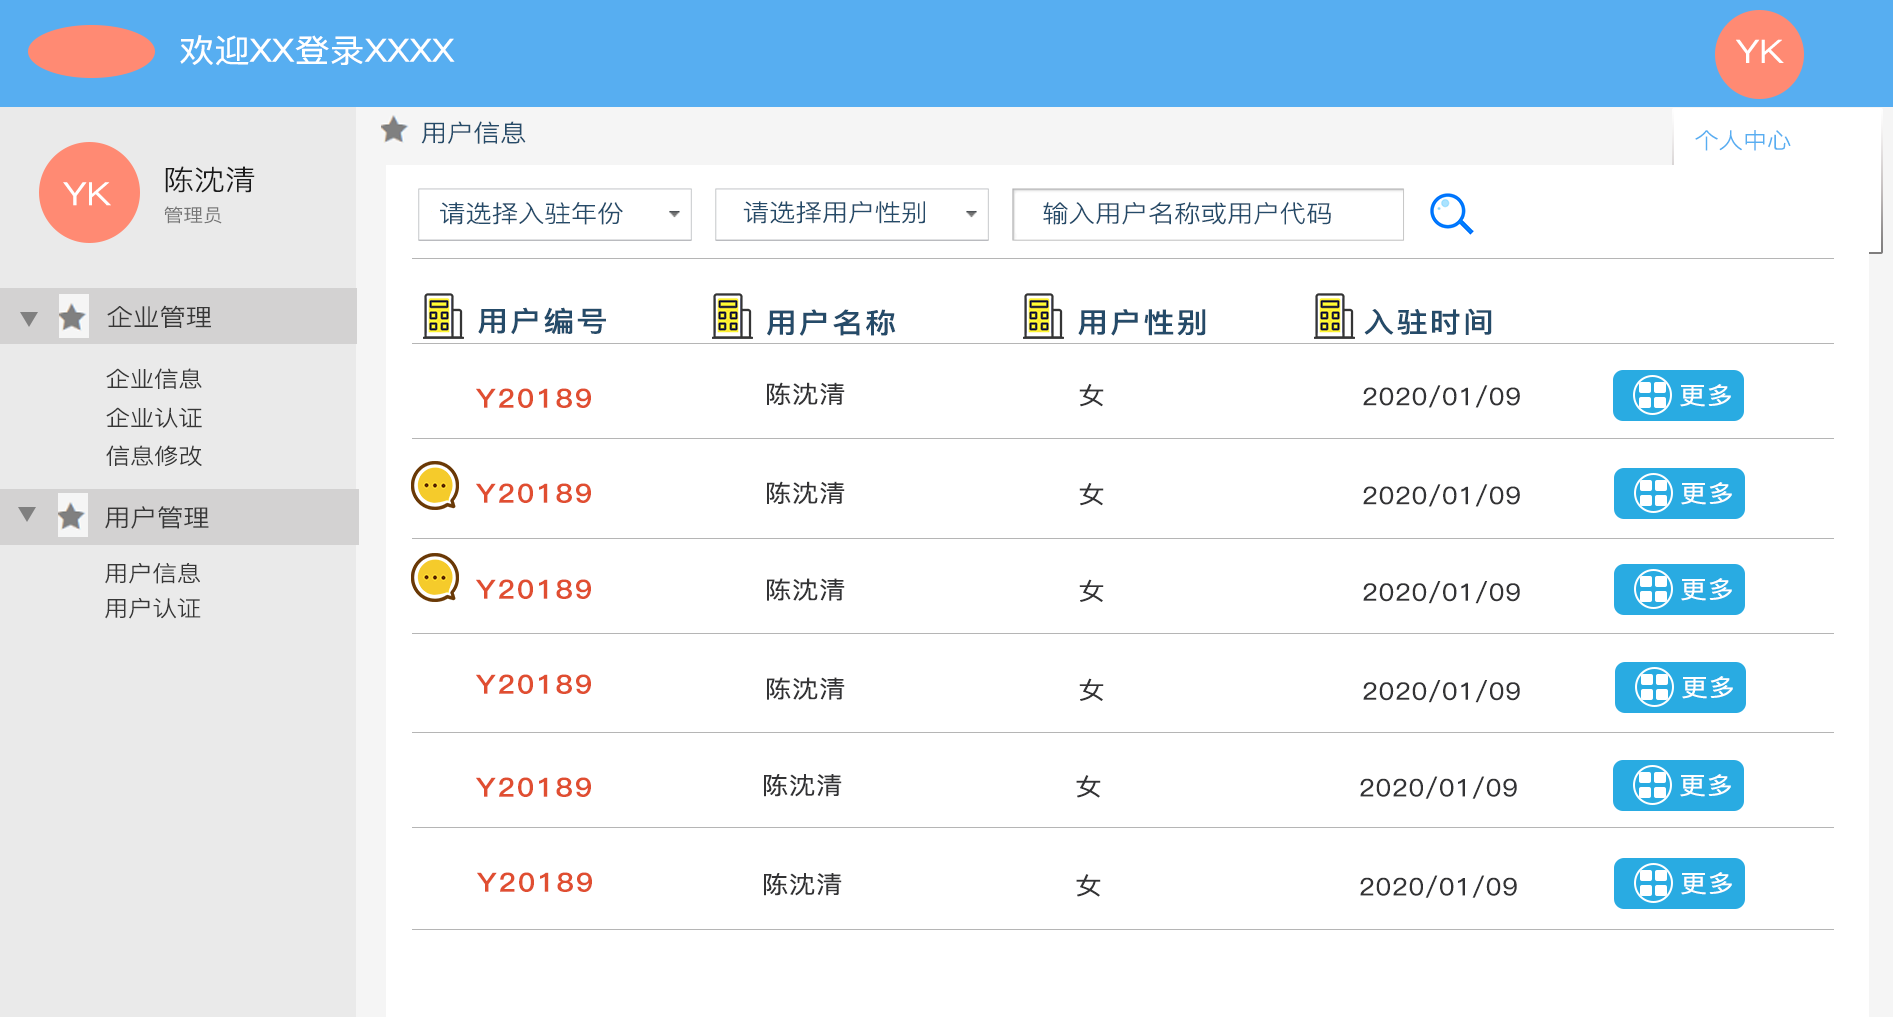 欢迎XX登录XXXX
YK
YK
陈沈清
管理员
企业管理
企业信息
企业认证
信息修改
用户管理
用户信息
用户认证
用户信息
个人中心
请选择入驻年份
请选择用户性别
输入用户名称或用户代码
用户编号 用户名称 用户性别 入驻时间
Y20189 陈沈清 女 2020/01/09 更多
Y20189 陈沈清 女 2020/01/09 更多
Y20189 陈沈清 女 2020/01/09 更多
Y20189 陈沈清 女 2020/01/09 更多
Y20189 陈沈清 女 2020/01/09 更多
Y20189 陈沈清 女 2020/01/09 更多